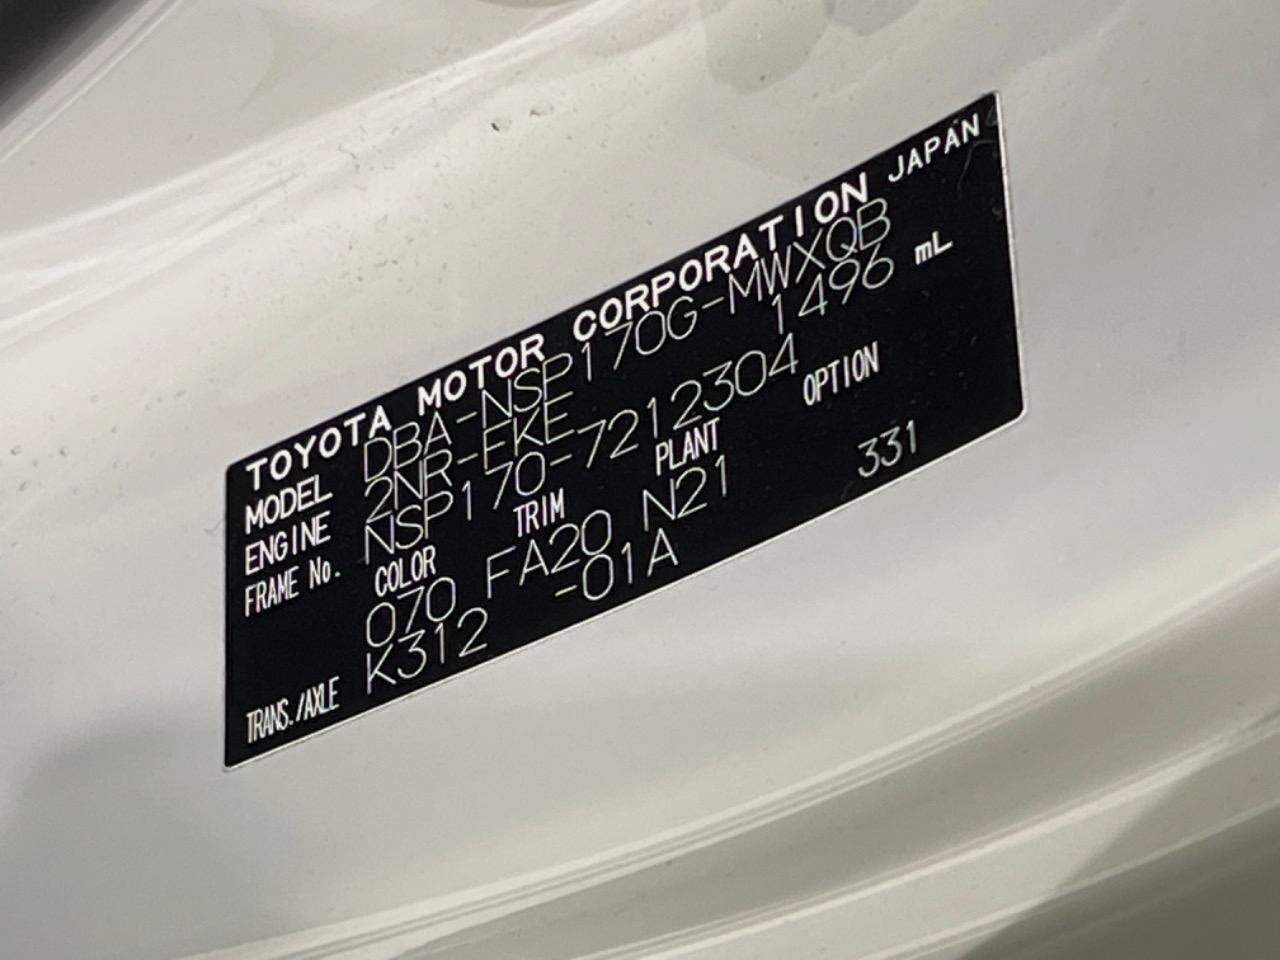 TOYOTA MOTOR CORPORATION JAPAN
MODEL DBA-NSP170G-MWXQB
ENGINE 2NR-EKE 1496 mL
FRAME No. NSP170-7212304
COLOR TRIM PLANT OPTION
070 FA20 N21 331
TRANS./AXLE K312 -01A